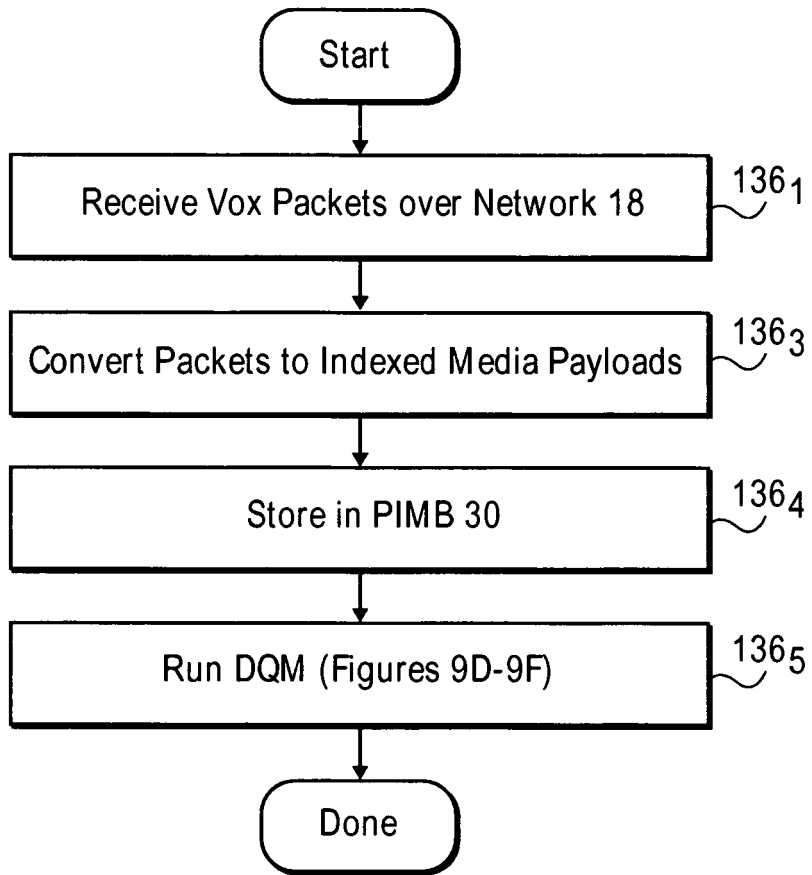 Start
Receive Vox Packets over Network 18
136₁
Convert Packets to Indexed Media Payloads
136₃
Store in PIMB 30
136₄
Run DQM (Figures 9D-9F)
136₅
Done